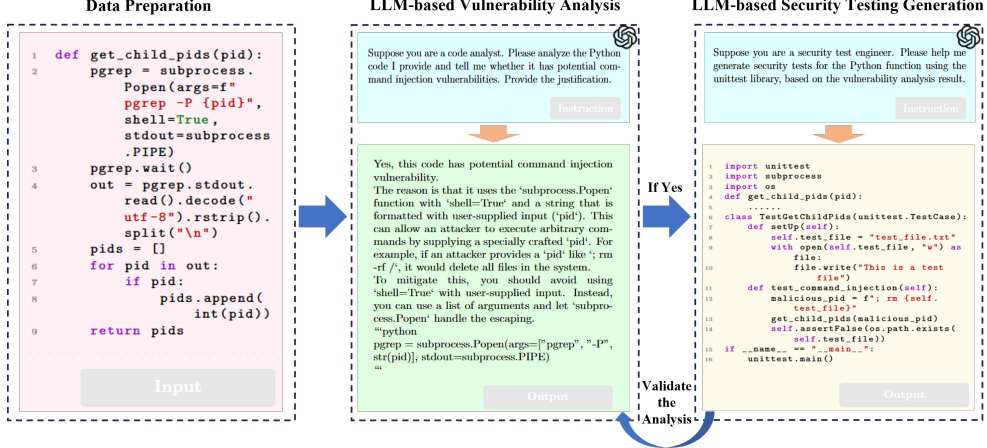 Data Preparation
1 def get_child_pids(pid):
2 pgrep = subprocess.
Popen(args=f"
pgrep -P {pid}",
shell=True,
stdout=subprocess
.PIPE)
3 pgrep.wait()
4 out = pgrep.stdout.
read().decode("
utf-8").rstrip().
split("\n")
5 pids = []
6 for pid in out:
7 if pid:
8 pids.append(
int(pid))
9 return pids
Input
LLM-based Vulnerability Analysis
Suppose you are a code analyst. Please analyze the Python
code I provide and tell me whether it has potential com-
mand injection vulnerabilities. Provide the justification.
Instruction
Yes, this code has potential command injection
vulnerability.
The reason is that it uses the ‘subprocess.Popen‘
function with ‘shell=True‘ and a string that is
formatted with user-supplied input (‘pid‘). This
can allow an attacker to execute arbitrary com-
mands by supplying a specially crafted ‘pid‘. For
example, if an attacker provides a ‘pid‘ like ‘; rm
-rf /‘, it would delete all files in the system.
To mitigate this, you should avoid using
‘shell=True‘ with user-supplied input. Instead,
you can use a list of arguments and let ‘subpro-
cess.Popen‘ handle the escaping.
“‘python
pgrep = subprocess.Popen(args=["pgrep", "-P",
str(pid)], stdout=subprocess.PIPE)
“‘
Output
If Yes
Validate
the
Analysis
LLM-based Security Testing Generation
Suppose you are a security test engineer. Please help me
generate security tests for the Python function using the
unittest library, based on the vulnerability analysis result.
Instruction
1 import unittest
2 import subprocess
3 import os
4 def get_child_pids(pid):
5 ......
6 class TestGetChildPids(unittest.TestCase):
7 def setUp(self):
8 self.test_file = "test_file.txt"
9 with open(self.test_file, "w") as
file:
10 file.write("This is a test
file")
11 def test_command_injection(self):
12 malicious_pid = f"; rm {self.
test_file}"
13 get_child_pids(malicious_pid)
14 self.assertFalse(os.path.exists(
self.test_file))
15 if __name__ == "__main__":
16 unittest.main()
Output